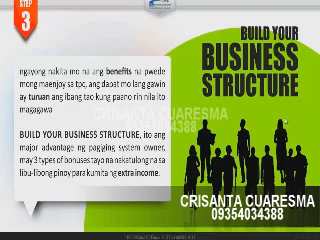 STEP
3
BUILD YOUR
BUSINESS
STRUCTURE
ngayong nakita mo na ang benefits na pwede
mong maenjoy sa tpc, ang dapat mo lang gawin
ay turuan ang ibang tao kung paano rin nila ito
magagawa
CRISANTA CUARESMA
09354034388
BUILD YOUR BUSINESS STRUCTURE, ito ang
major advantage ng pagiging system owner,
may 3 types of bonuses tayo na nakatulong na sa
libu-libong pinoy para kumita ng extra income.
CRISANTA CUARESMA
09354034388